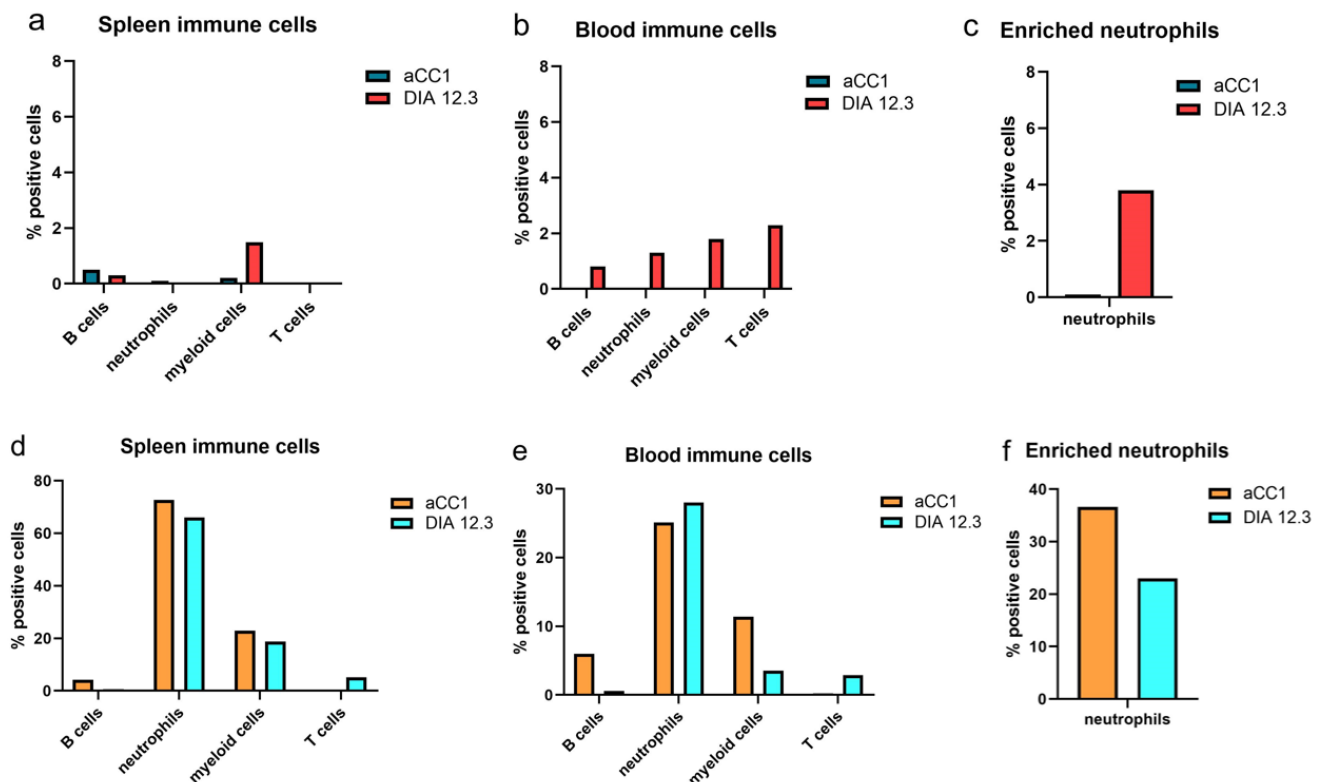 a Spleen immune cells
aCC1
DIA 12.3
% positive cells
8
6
4
2
0
B cells
neutrophils
myeloid cells
T cells
b Blood immune cells
aCC1
DIA 12.3
% positive cells
8
6
4
2
0
B cells
neutrophils
myeloid cells
T cells
c Enriched neutrophils
aCC1
DIA 12.3
% positive cells
8
6
4
2
0
neutrophils
d Spleen immune cells
aCC1
DIA 12.3
% positive cells
80
60
40
20
0
B cells
neutrophils
myeloid cells
T cells
e Blood immune cells
aCC1
DIA 12.3
% positive cells
30
20
10
0
B cells
neutrophils
myeloid cells
T cells
f Enriched neutrophils
aCC1
DIA 12.3
% positive cells
40
30
20
10
0
neutrophils